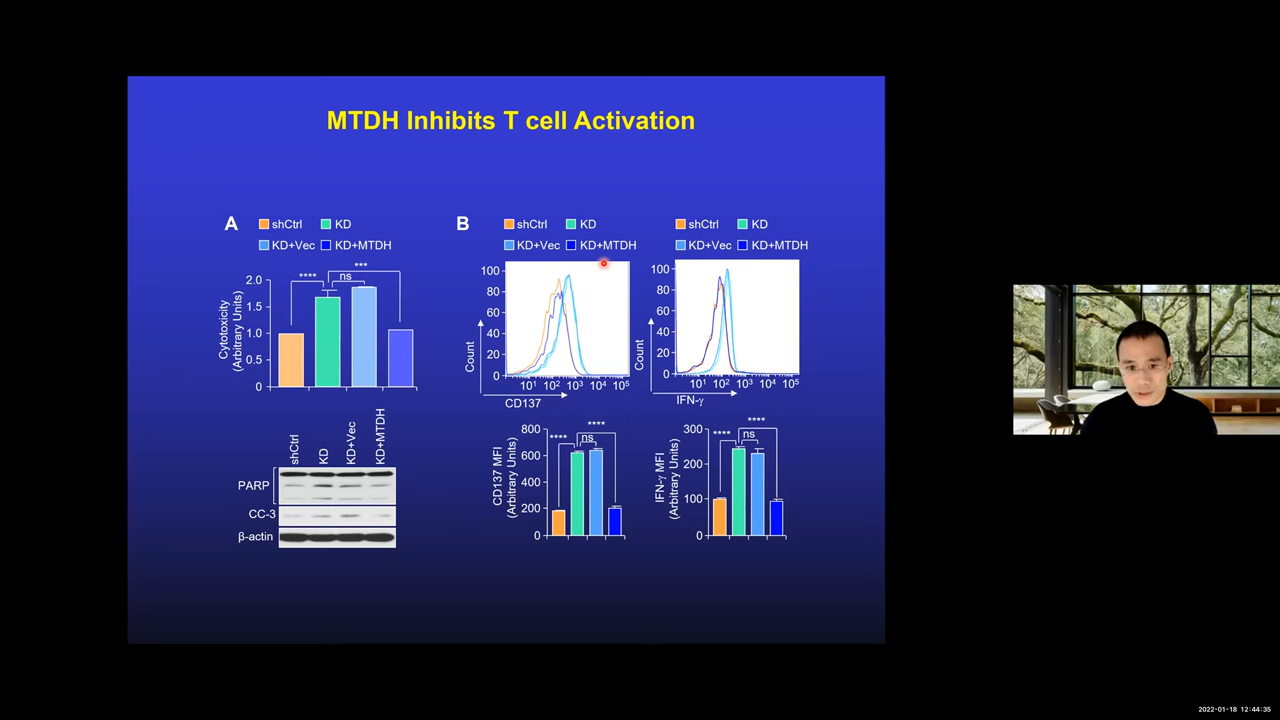 MTDH Inhibits T cell Activation
A
shCtrl KD
KD+Vec KD+MTDH
**** ns ***
2.0
1.5
1.0
0.5
0
Cytotoxicity
(Arbitrary Units)
shCtrl
KD
KD+Vec
KD+MTDH
PARP
CC-3
β-actin
B
shCtrl KD
KD+Vec KD+MTDH
100
80
60
40
20
0
Count
10¹ 10² 10³ 10⁴ 10⁵
CD137
shCtrl KD
KD+Vec KD+MTDH
100
80
60
40
20
0
Count
10¹ 10² 10³ 10⁴ 10⁵
IFN-γ
**** ns ****
800
600
400
200
0
CD137 MFI
(Arbitrary Units)
**** ns ****
300
200
100
0
IFN-γ MFI
(Arbitrary Units)
2022-01-18 12:44:35